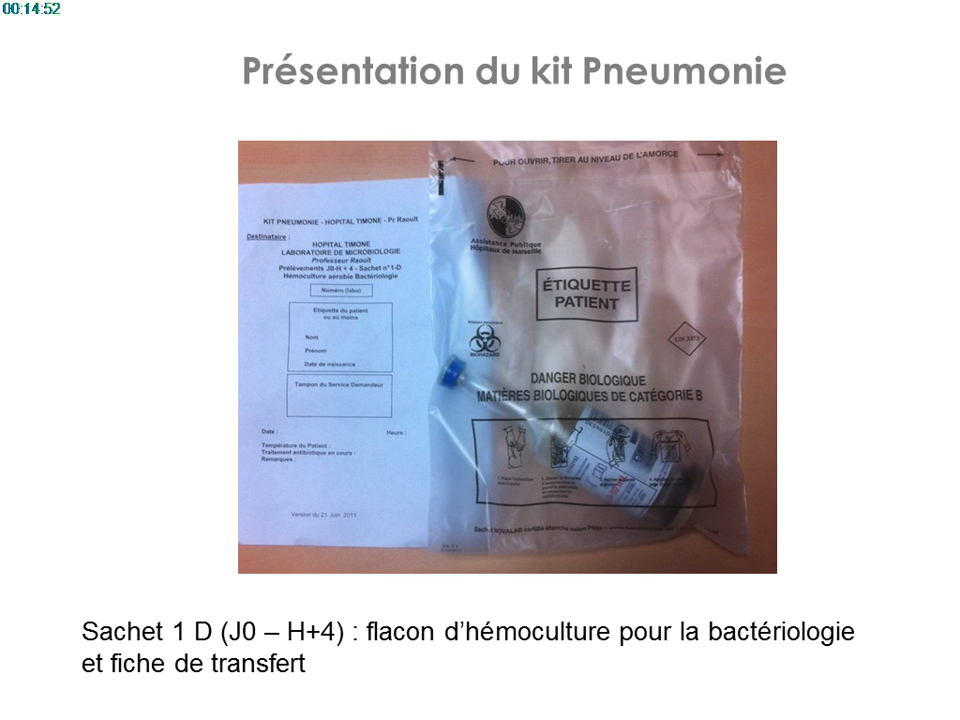 00:14:52
Présentation du kit Pneumonie
KIT PNEUMONIE - HOPITAL TIMONE - Pr Raoult
Destinataire :
HOPITAL TIMONE
LABORATOIRE DE MICROBIOLOGIE
Professeur Raoult
Prélèvements J0-H + 4 - Sachet n°1-D
Hémoculture aérobie Bactériologie
Numéro (labo)
Etiquette du patient
ou au moins
Nom
Prénom
Date de naissance
Tampon du Service Demandeur
Date :
Heure :
Température du Patient :
Traitement antibiotique en cours :
Remarques :
Version du 21 juin 2011
POUR OUVRIR, TIRER AU NIVEAU DE L'AMORCE
Assistance Publique
Hôpitaux de Marseille
ÉTIQUETTE
PATIENT
BIOHAZARD
UN 3373
DANGER BIOLOGIQUE
MATIÈRES BIOLOGIQUES DE CATÉGORIE B
Sachet 1 D (J0 – H+4) : flacon d’hémoculture pour la bactériologie
et fiche de transfert